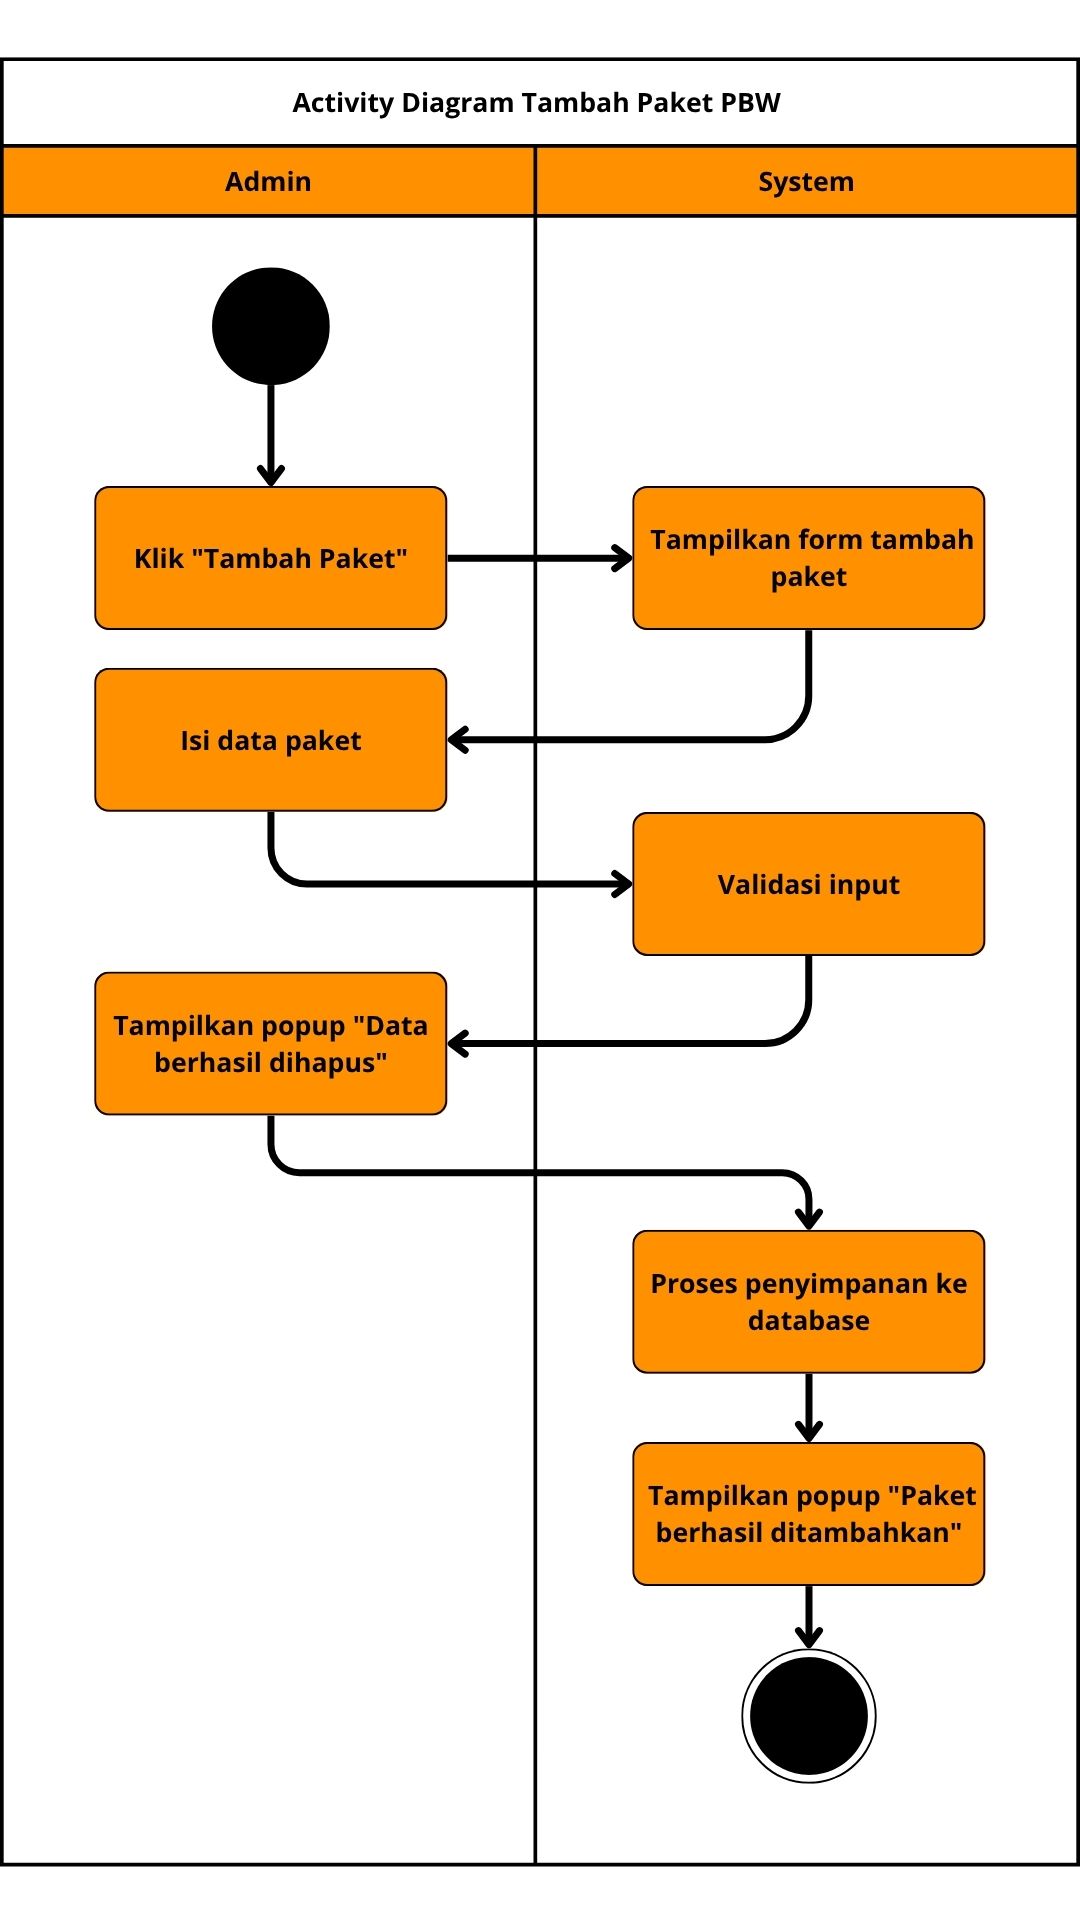 Activity Diagram Tambah Paket PBW
Admin
System
Klik "Tambah Paket"
Tampilkan form tambah
paket
Isi data paket
Validasi input
Tampilkan popup "Data
berhasil dihapus"
Proses penyimpanan ke
database
Tampilkan popup "Paket
berhasil ditambahkan"